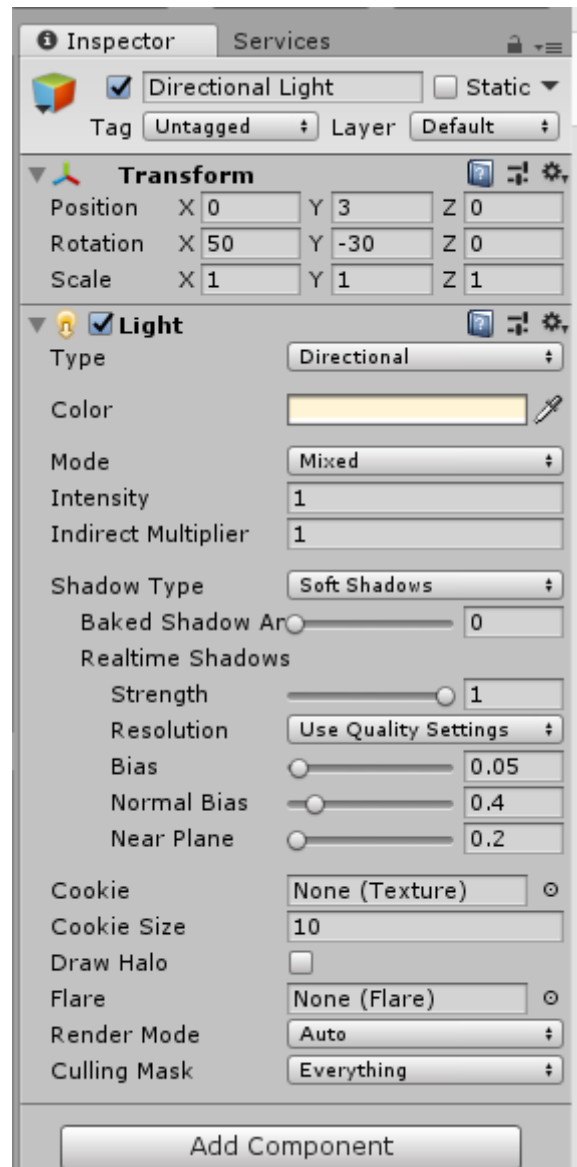 Inspector Services
Directional Light Static
Tag Untagged Layer Default
Transform
Position X 0 Y 3 Z 0
Rotation X 50 Y -30 Z 0
Scale X 1 Y 1 Z 1
Light
Type Directional
Color
Mode Mixed
Intensity 1
Indirect Multiplier 1
Shadow Type Soft Shadows
Baked Shadow Ar 0
Realtime Shadows
Strength 1
Resolution Use Quality Settings
Bias 0.05
Normal Bias 0.4
Near Plane 0.2
Cookie None (Texture)
Cookie Size 10
Draw Halo
Flare None (Flare)
Render Mode Auto
Culling Mask Everything
Add Component